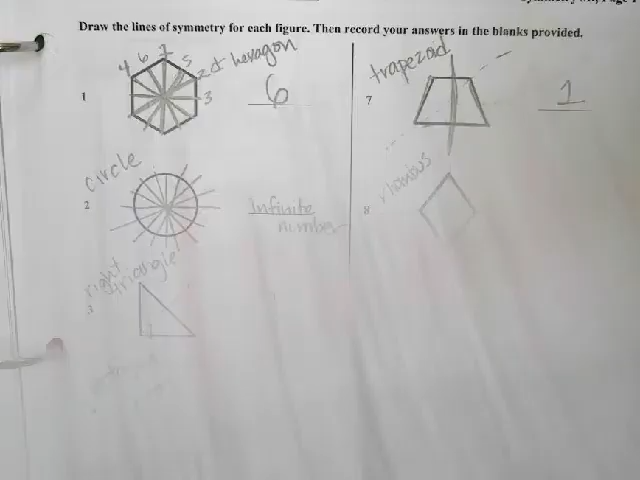 Draw the lines of symmetry for each figure. Then record your answers in the blanks provided.
1
4 6 1 5 2 3
hexagon
6
2
circle
Infinite
number
3
right
triangle
7
trapezoid
1
8